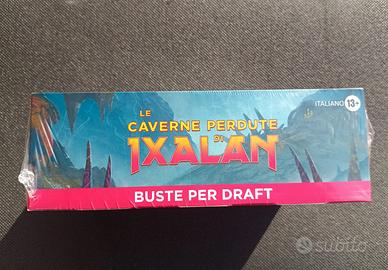 ITALIANO 13+
LE
CAVERNE PERDUTE
DI
IXALAN
BUSTE PER DRAFT
subito